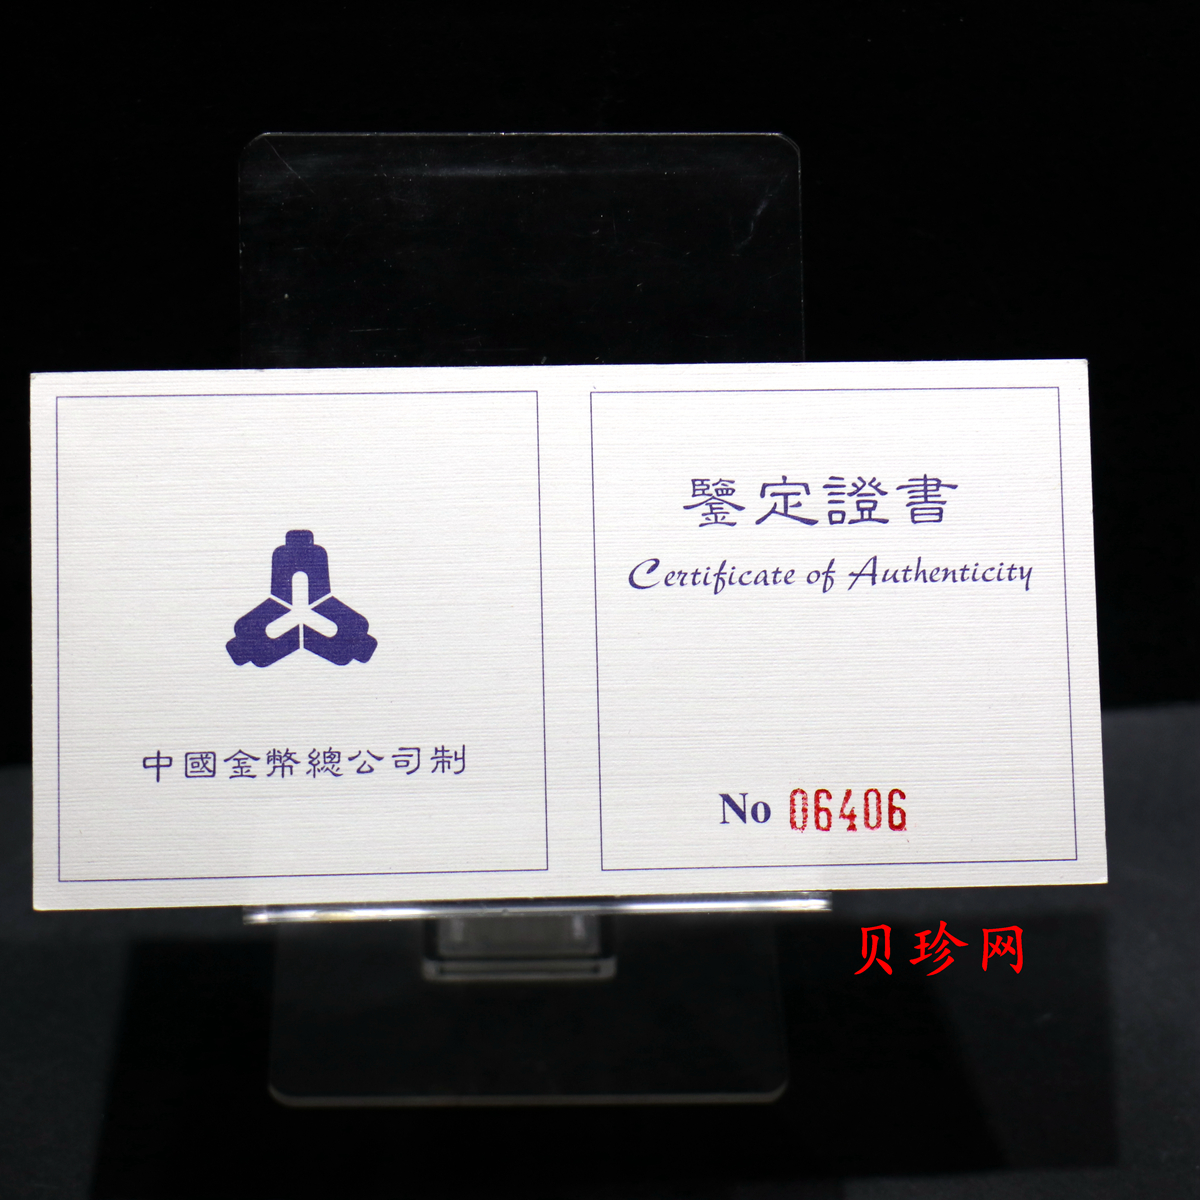 中國金幣總公司制
鑒定證書
Certificate of Authenticity
No 06406
贝珍网